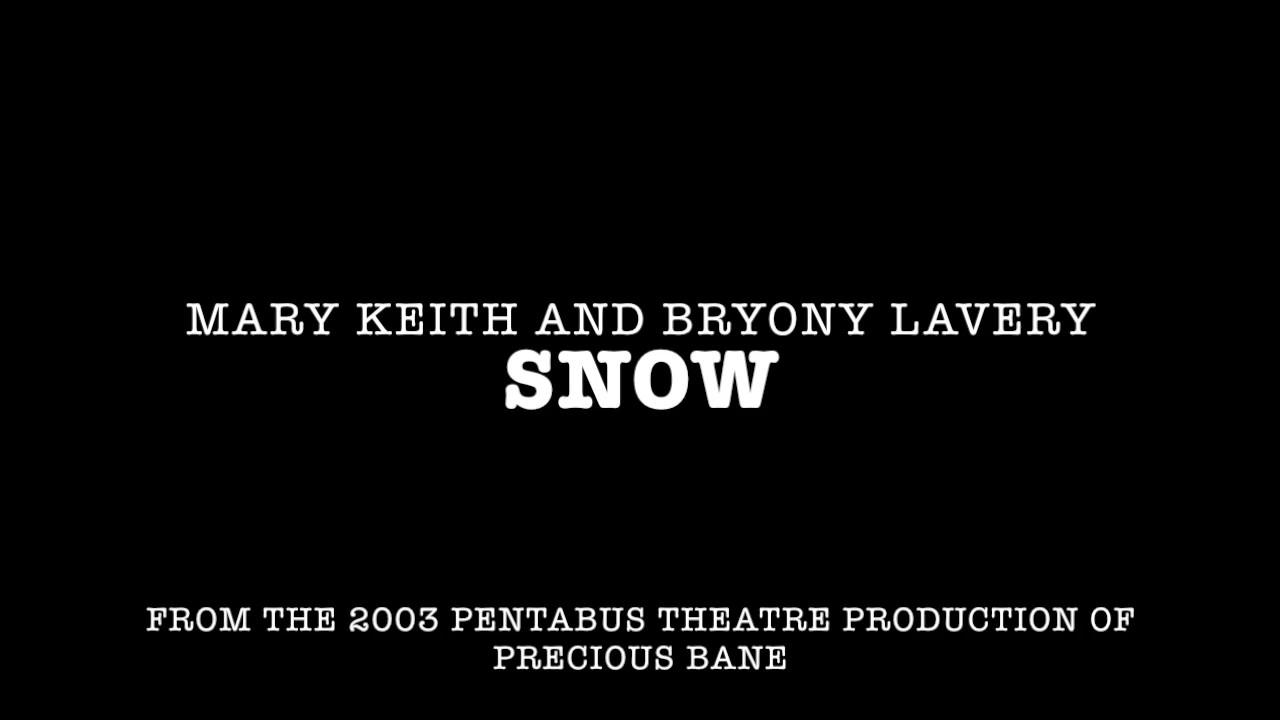 MARY KEITH AND BRYONY LAVERY
SNOW
FROM THE 2003 PENTABUS THEATRE PRODUCTION OF
PRECIOUS BANE